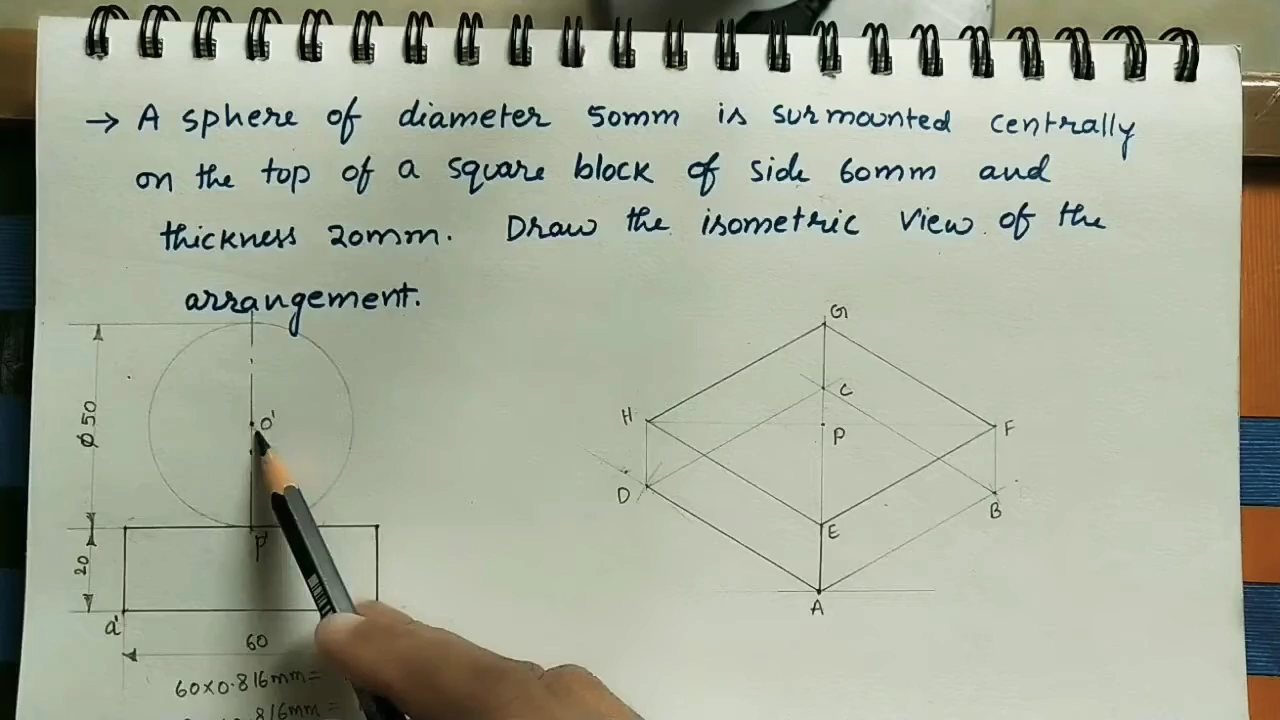 → A sphere of diameter 50mm is surmounted centrally
on the top of a square block of side 60mm and
thickness 20mm. Draw the isometric view of the
arrangement.
G
C
H
P
F
D
E
B
A
ϕ50
O'
P'
20
a'
60
60×0.816mm=
.816mm=